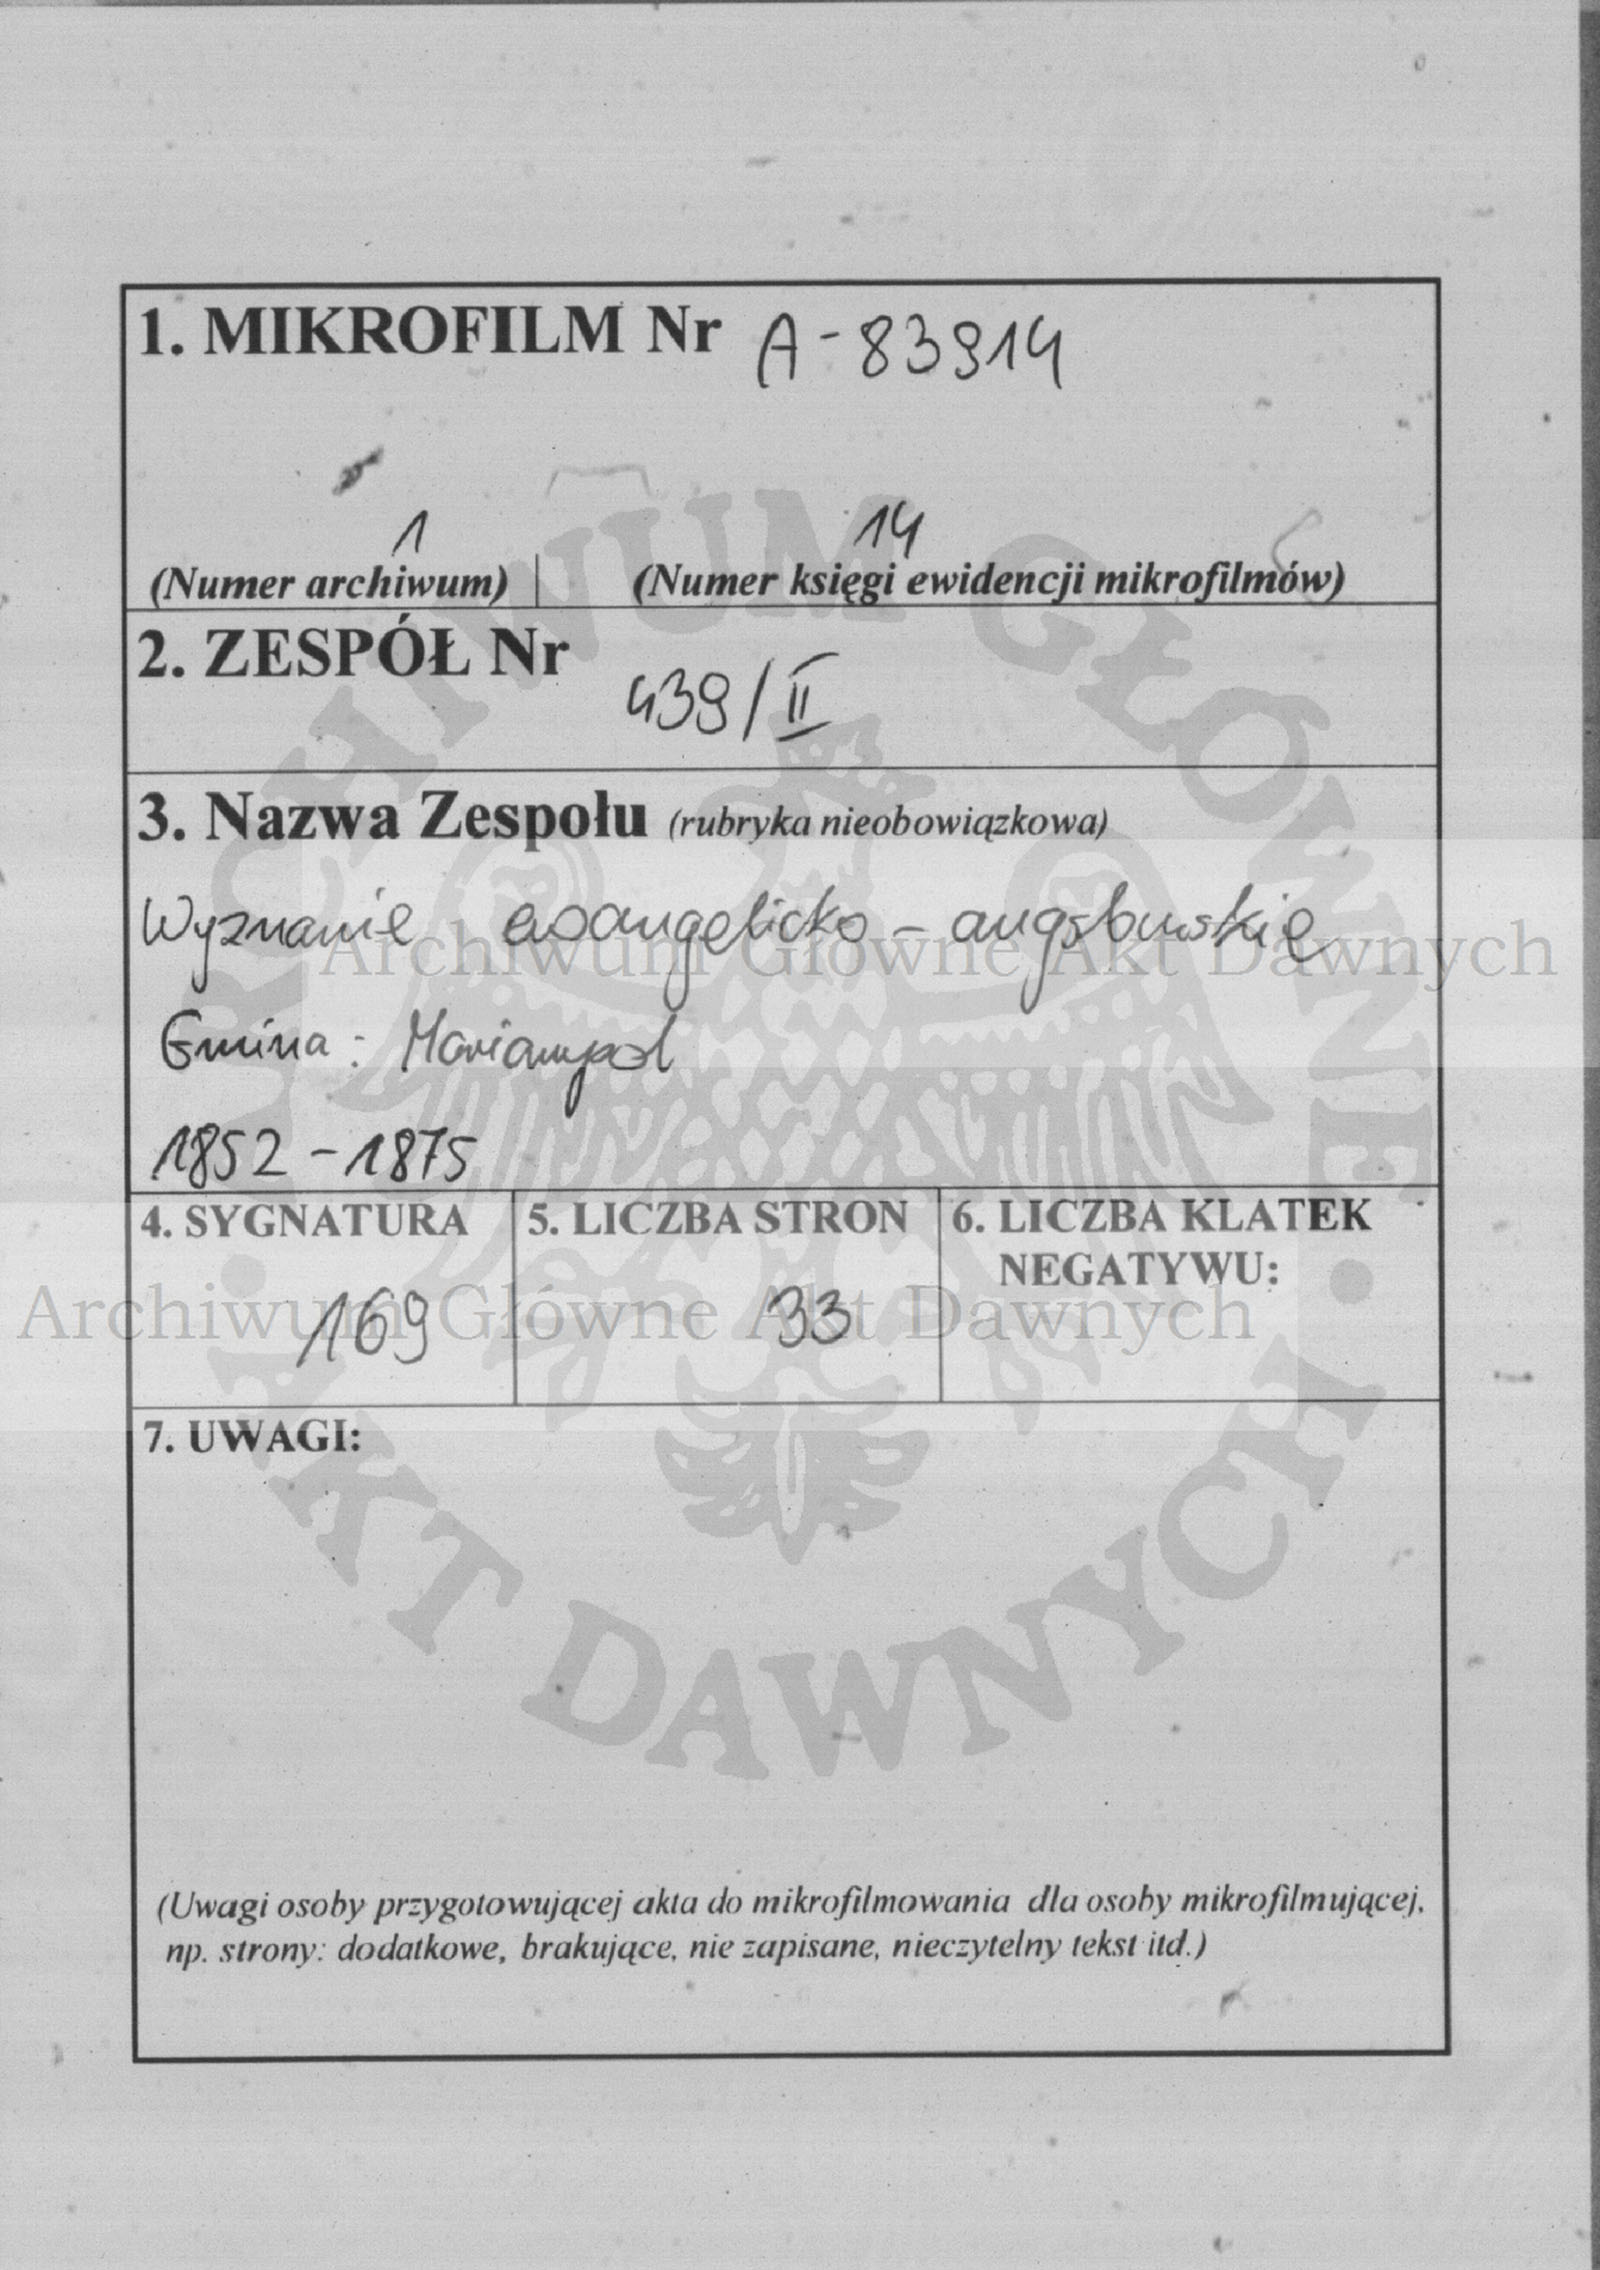 1. MIKROFILM Nr A-83914
1 14
(Numer archiwum) (Numer księgi ewidencji mikrofilmów)
2. ZESPÓŁ Nr
439/II
3. Nazwa Zespołu (rubryka nieobowiązkowa)
Wyznanie ewangelicko - augsburskie
Archiwum Główne Akt Dawnych
Gmina: Mariampol
1852-1875
4. SYGNATURA 5. LICZBA STRON 6. LICZBA KLATEK
NEGATYWU:
169 33
Archiwum Główne Akt Dawnych
7. UWAGI:
ARCHIWUM GŁÓWNE
AKT DAWNYCH
(Uwagi osoby przygotowującej akta do mikrofilmowania dla osoby mikrofilmującej,
np. strony: dodatkowe, brakujące, nie zapisane, nieczytelny tekst itd.)